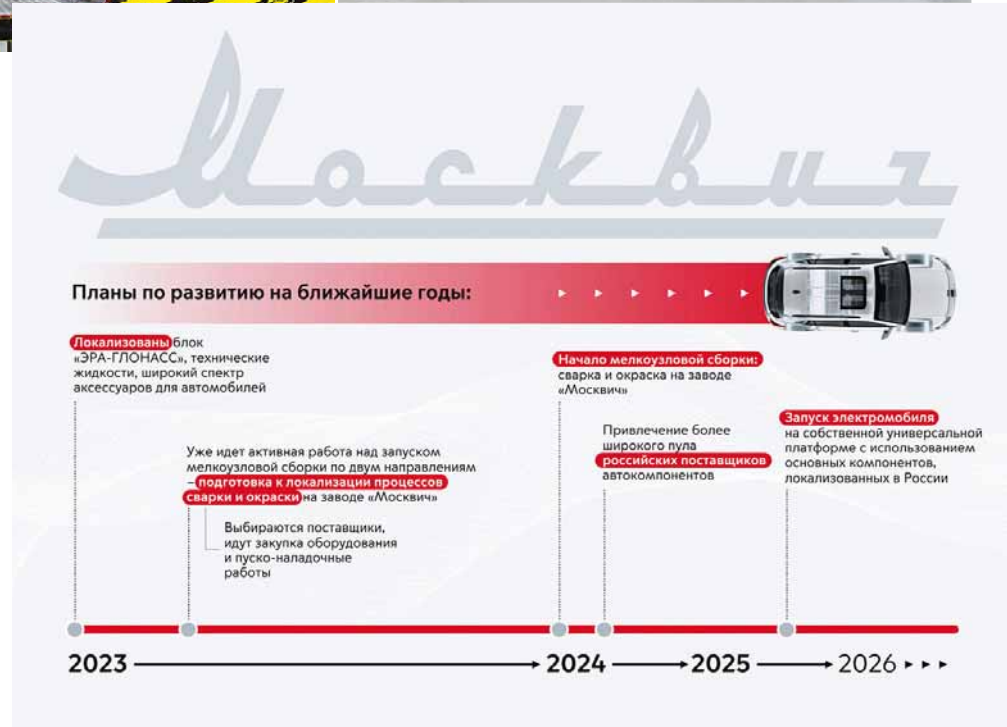 Москвич
Планы по развитию на ближайшие годы:
Локализованы блок
«ЭРА-ГЛОНАСС», технические
жидкости, широкий спектр
аксессуаров для автомобилей
Уже идет активная работа над запуском
мелкоузловой сборки по двум направлениям
– подготовка к локализации процессов
сварки и окраски на заводе «Москвич»
Выбираются поставщики,
идут закупка оборудования
и пуско-наладочные
работы
Начало мелкоузловой сборки:
сварка и окраска на заводе
«Москвич»
Привлечение более
широкого пула
российских поставщиков
автокомпонентов
Запуск электромобиля
на собственной универсальной
платформе с использованием
основных компонентов,
локализованных в России
2023 2024 2025 2026